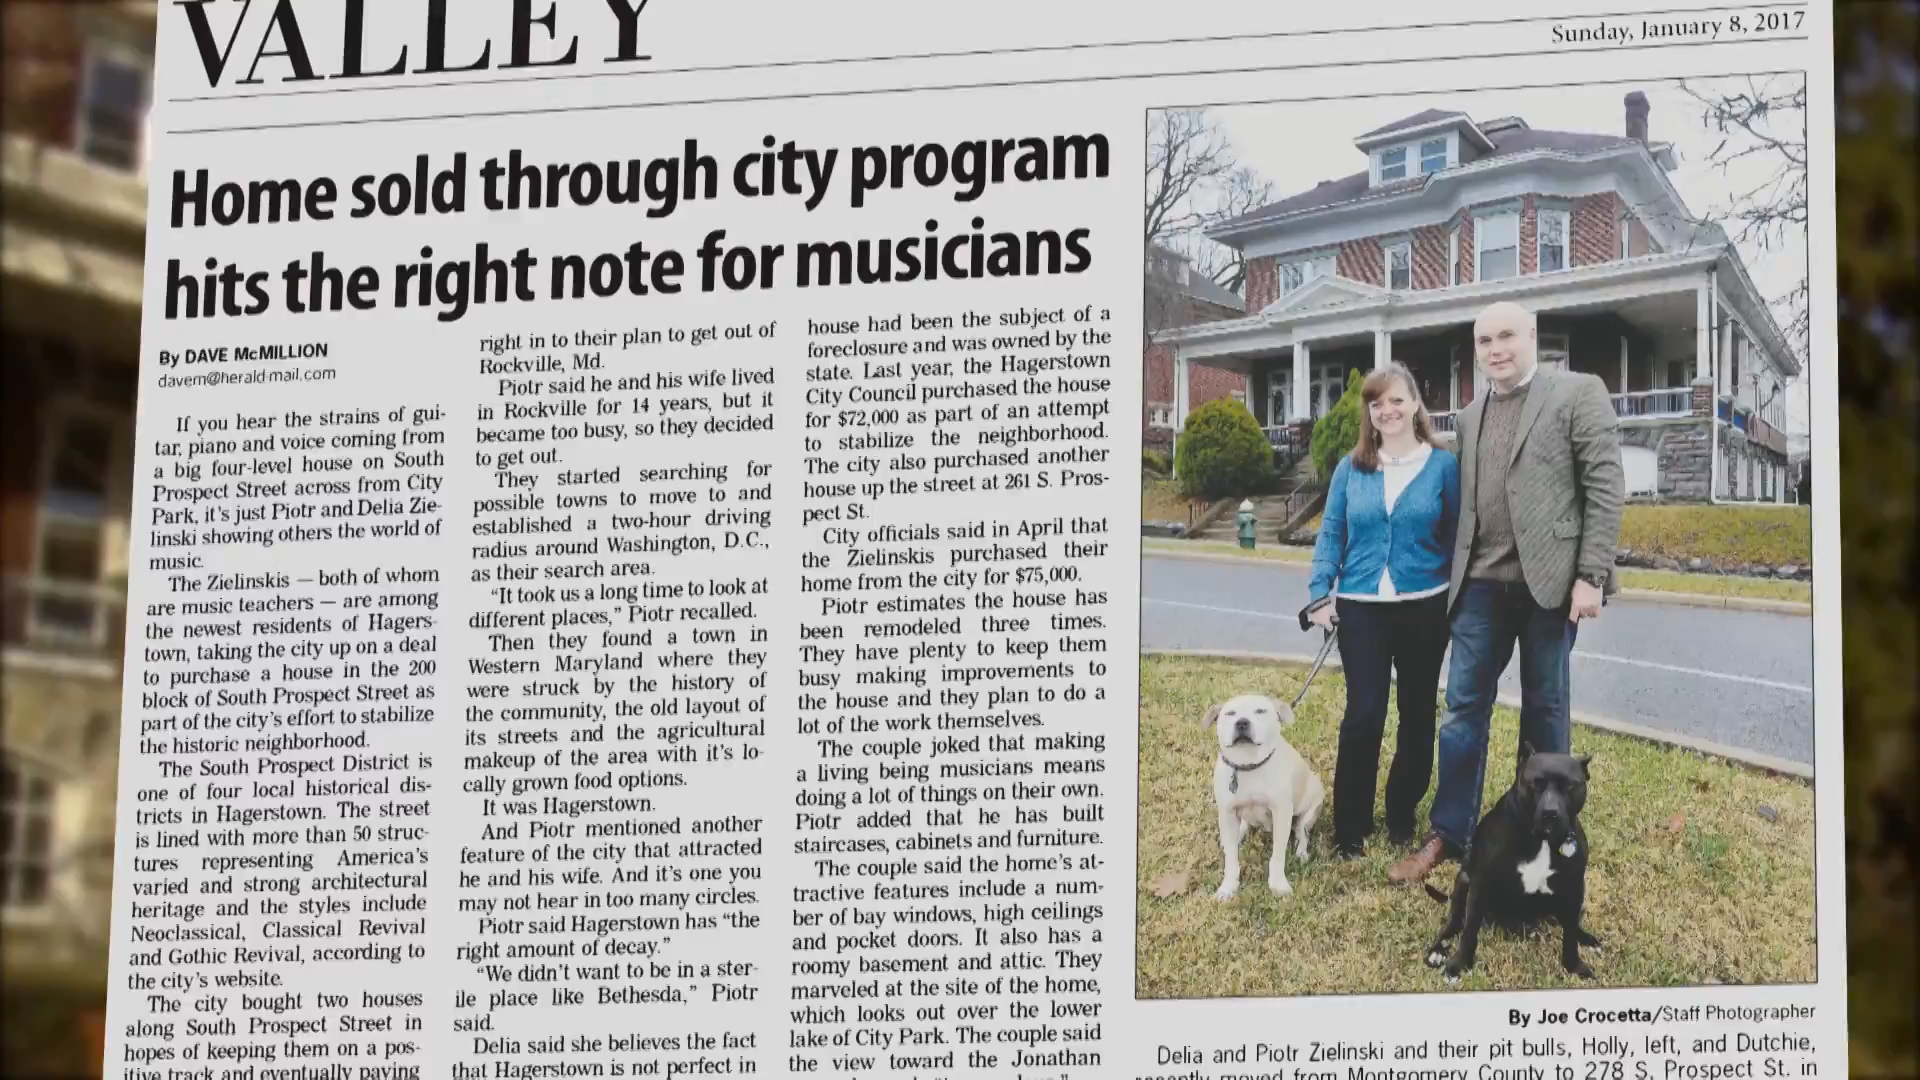 VALLEY
Sunday, January 8, 2017
Home sold through city program
hits the right note for musicians
By DAVE McMILLION
davem@herald-mail.com
If you hear the strains of gui-
tar, piano and voice coming from
a big four-level house on South
Prospect Street across from City
Park, it's just Piotr and Delia Zie-
linski showing others the world of
music.
The Zielinskis — both of whom
are music teachers — are among
the newest residents of Hagers-
town, taking the city up on a deal
to purchase a house in the 200
block of South Prospect Street as
part of the city's effort to stabilize
the historic neighborhood.
The South Prospect District is
one of four local historical dis-
tricts in Hagerstown. The street
is lined with more than 50 struc-
tures representing America's
varied and strong architectural
heritage and the styles include
Neoclassical, Classical Revival
and Gothic Revival, according to
the city's website.
The city bought two houses
along South Prospect Street in
hopes of keeping them on a pos-
itive track and eventually paying
right in to their plan to get out of
Rockville, Md.
Piotr said he and his wife lived
in Rockville for 14 years, but it
became too busy, so they decided
to get out.
They started searching for
possible towns to move to and
established a two-hour driving
radius around Washington, D.C.,
as their search area.
"It took us a long time to look at
different places," Piotr recalled.
Then they found a town in
Western Maryland where they
were struck by the history of
the community, the old layout of
its streets and the agricultural
makeup of the area with it's lo-
cally grown food options.
It was Hagerstown.
And Piotr mentioned another
feature of the city that attracted
he and his wife. And it's one you
may not hear in too many circles.
Piotr said Hagerstown has "the
right amount of decay."
"We didn't want to be in a ster-
ile place like Bethesda," Piotr
said.
Delia said she believes the fact
that Hagerstown is not perfect in
house had been the subject of a
foreclosure and was owned by the
state. Last year, the Hagerstown
City Council purchased the house
for $72,000 as part of an attempt
to stabilize the neighborhood.
The city also purchased another
house up the street at 261 S. Pros-
pect St.
City officials said in April that
the Zielinskis purchased their
home from the city for $75,000.
Piotr estimates the house has
been remodeled three times.
They have plenty to keep them
busy making improvements to
the house and they plan to do a
lot of the work themselves.
The couple joked that making
a living being musicians means
doing a lot of things on their own.
Piotr added that he has built
staircases, cabinets and furniture.
The couple said the home's at-
tractive features include a num-
ber of bay windows, high ceilings
and pocket doors. It also has a
roomy basement and attic. They
marveled at the site of the home,
which looks out over the lower
lake of City Park. The couple said
the view toward the Jonathan
By Joe Crocetta/Staff Photographer
Delia and Piotr Zielinski and their pit bulls, Holly, left, and Dutchie,
recently moved from Montgomery County to 278 S. Prospect St. in